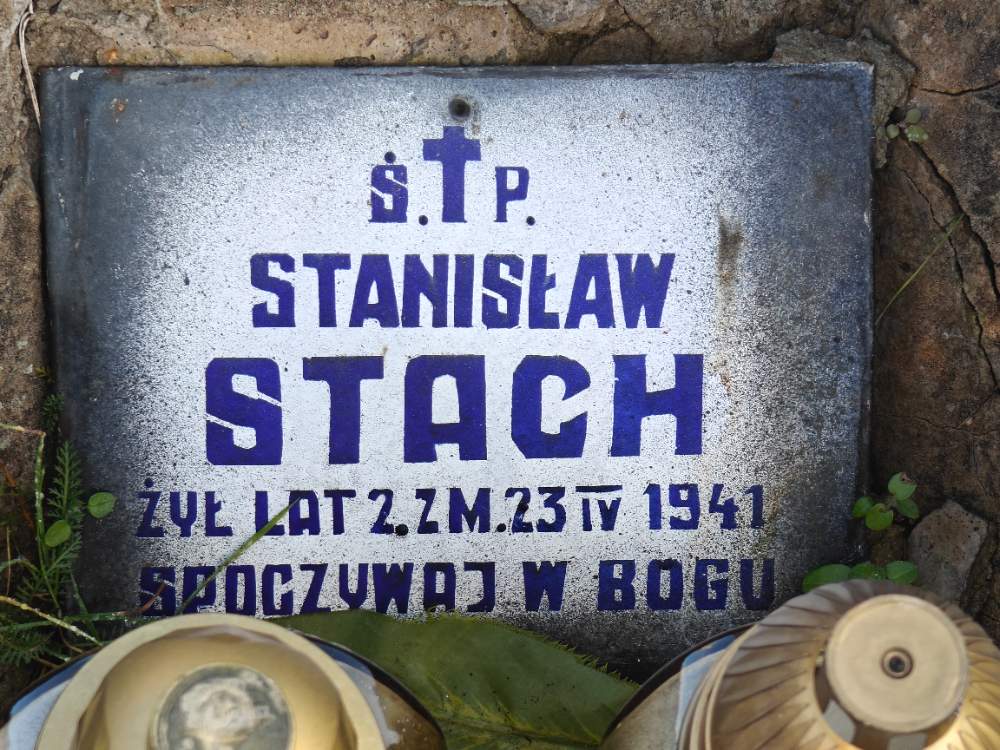 Ś.✝P.
STANISŁAW
STACH
ŻYŁ LAT 2.ZM.23 IV 1941
SPOCZYWAJ W BOGU